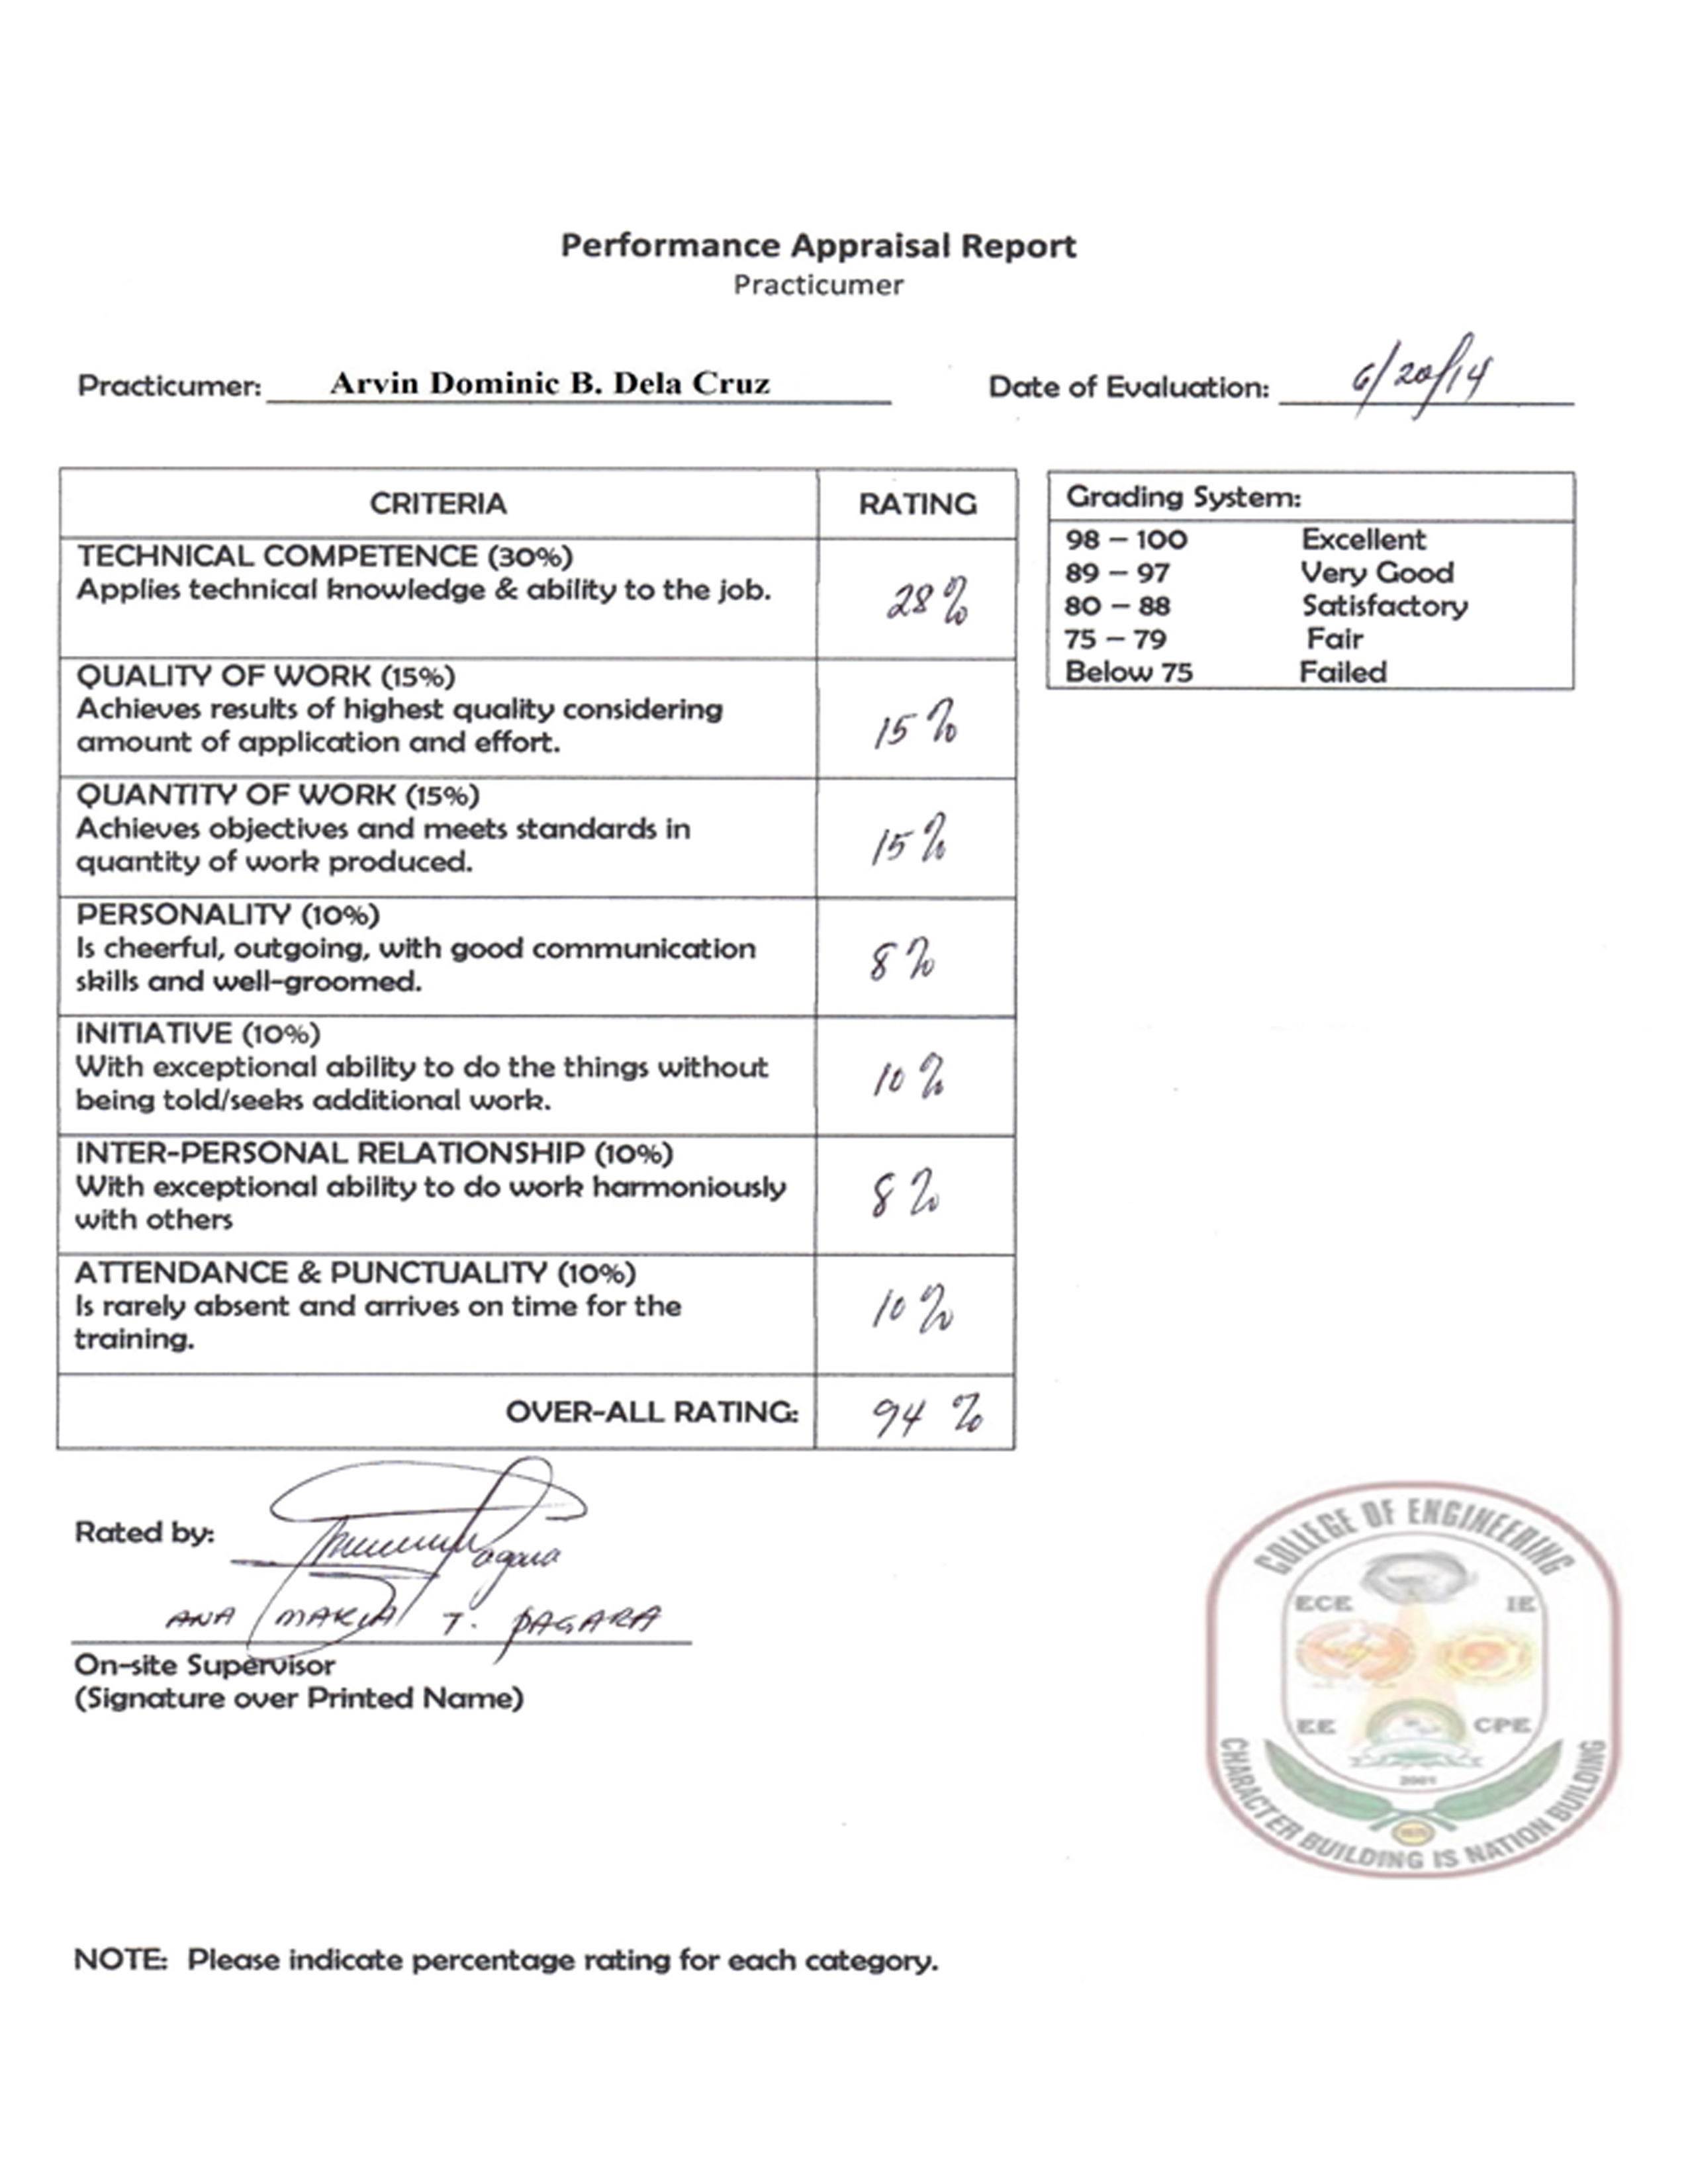 Performance Appraisal Report
Practicumer
Practicumer: Arvin Dominic B. Dela Cruz
Date of Evaluation: 6/20/14
CRITERIA RATING
TECHNICAL COMPETENCE (30%)
Applies technical knowledge & ability to the job.
28%
QUALITY OF WORK (15%)
Achieves results of highest quality considering
amount of application and effort.
15%
QUANTITY OF WORK (15%)
Achieves objectives and meets standards in
quantity of work produced.
15%
PERSONALITY (10%)
Is cheerful, outgoing, with good communication
skills and well-groomed.
8%
INITIATIVE (10%)
With exceptional ability to do the things without
being told/seeks additional work.
10%
INTER-PERSONAL RELATIONSHIP (10%)
With exceptional ability to do work harmoniously
with others
8%
ATTENDANCE & PUNCTUALITY (10%)
Is rarely absent and arrives on time for the
training.
10%
OVER-ALL RATING: 94%
Grading System:
98 – 100 Excellent
89 – 97 Very Good
80 – 88 Satisfactory
75 – 79 Fair
Below 75 Failed
Rated by:
ANA MARIA T. PAGARA
On-site Supervisor
(Signature over Printed Name)
COLLEGE OF ENGINEERING
ECE IE
EE CPE
2001
CHARACTER BUILDING IS NATION BUILDING
NOTE: Please indicate percentage rating for each category.